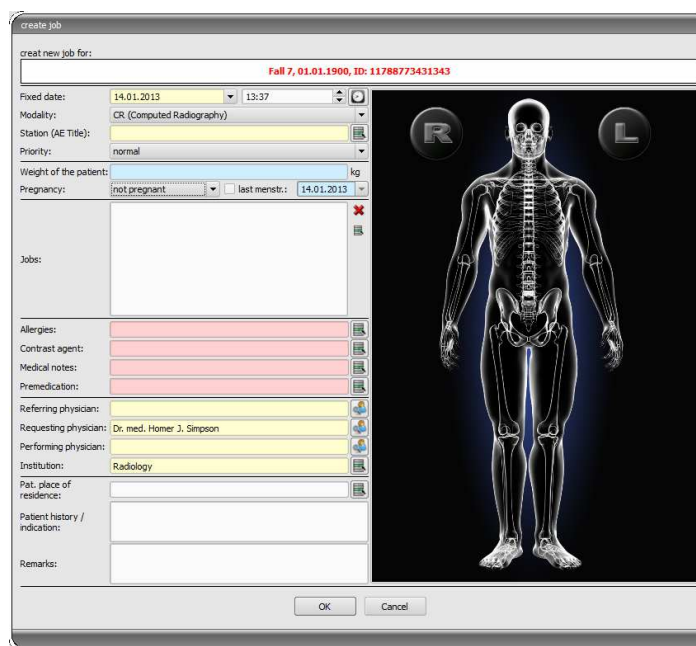 create job
creat new job for:
Fall 7, 01.01.1900, ID: 11788773431343
Fixed date: 14.01.2013 13:37
Modality: CR (Computed Radiography)
Station (AE Title):
Priority: normal
Weight of the patient: kg
Pregnancy: not pregnant last menstr.: 14.01.2013
Jobs:
Allergies:
Contrast agent:
Medical notes:
Premedication:
Referring physician:
Requesting physician: Dr. med. Homer J. Simpson
Performing physician:
Institution: Radiology
Pat. place of
residence:
Patient history /
indication:
Remarks:
R L
OK Cancel